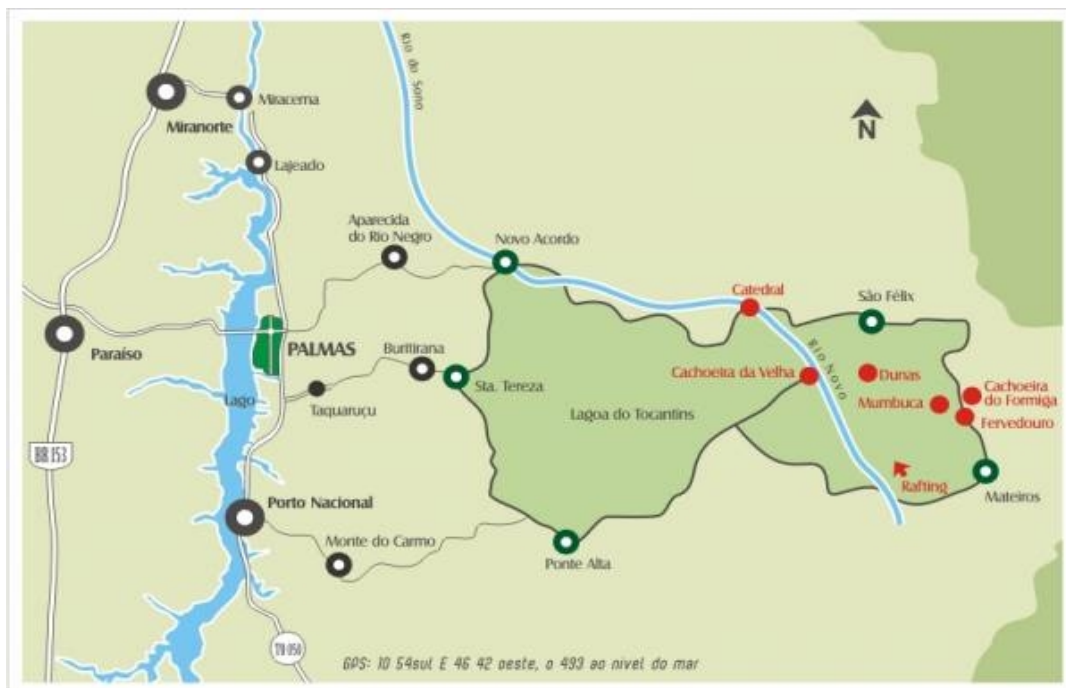 Rio do Sono
Miracema
Miranorte
N
Lajeado
Aparecida
do Rio Negro
Novo Acordo
Catedral
São Félix
Paraíso
PALMAS
Buritirana
Rio Novo
Cachoeira da Velha
Dunas
Sta. Tereza
Cachoeira
do Formiga
Lago
Taquaruçu
Lagoa do Tocantins
Mumbuca
Fervedouro
BR 153
Rafting
Porto Nacional
Mateiros
Monte do Carmo
Ponte Alta
TO 050
GPS: 10 54sul E 46 42 oeste, a 493 ao nivel do mar